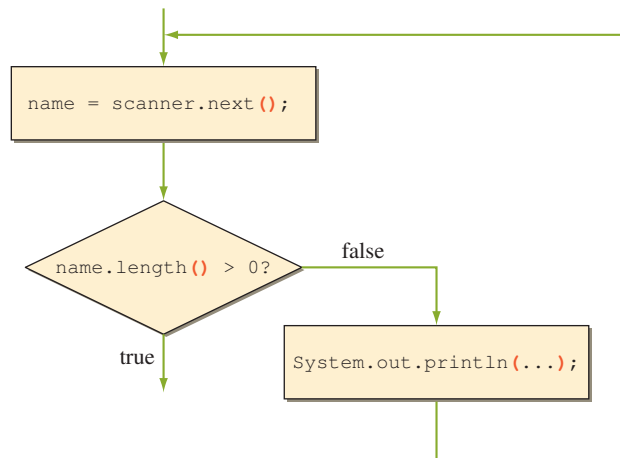 name = scanner.next();
name.length() > 0?
false
true
System.out.println(...);